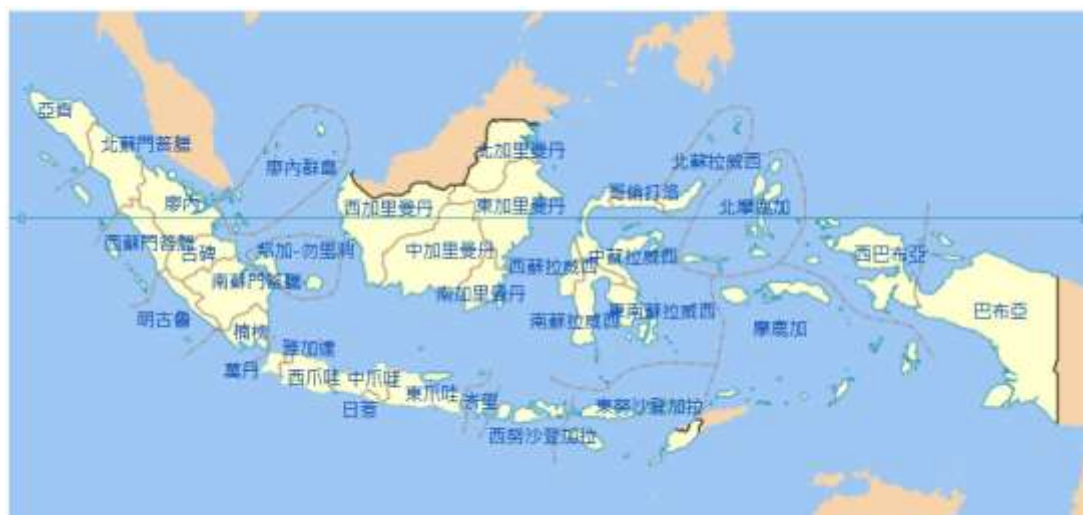 亞齊
北蘇門答臘
廖內群島
北加里曼丹
北蘇拉威西
哥倫打洛
廖內
西加里曼丹
東加里曼丹
北摩鹿加
西蘇門答臘
占碑
邦加-勿里洞
中加里曼丹
西蘇拉威西
中蘇拉威西
西巴布亞
南蘇門答臘
南加里曼丹
明古魯
楠榜
南蘇拉威西
東南蘇拉威西
摩鹿加
巴布亞
雅加達
萬丹
西爪哇
中爪哇
東爪哇
峇里
日惹
東努沙登加拉
西努沙登加拉